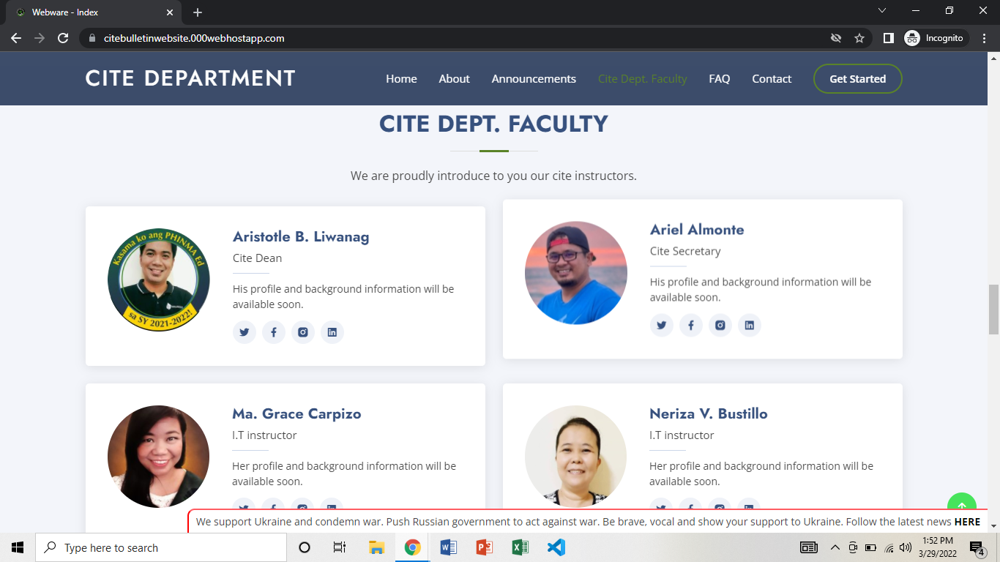 Webware - Index
citebulletinwebsite.000webhostapp.com
Incognito
CITE DEPARTMENT
Home
About
Announcements
Cite Dept. Faculty
FAQ
Contact
Get Started
CITE DEPT. FACULTY
We are proudly introduce to you our cite instructors.
Kasama ko ang PHINMA Ed
sa SY 2021-2022!
Aristotle B. Liwanag
Cite Dean
His profile and background information will be
available soon.
Ariel Almonte
Cite Secretary
His profile and background information will be
available soon.
Ma. Grace Carpizo
I.T instructor
Her profile and background information will be
available soon.
Neriza V. Bustillo
I.T instructor
Her profile and background information will be
available soon.
We support Ukraine and condemn war. Push Russian government to act against war. Be brave, vocal and show your support to Ukraine. Follow the latest news HERE
Type here to search
1:52 PM
3/29/2022
4